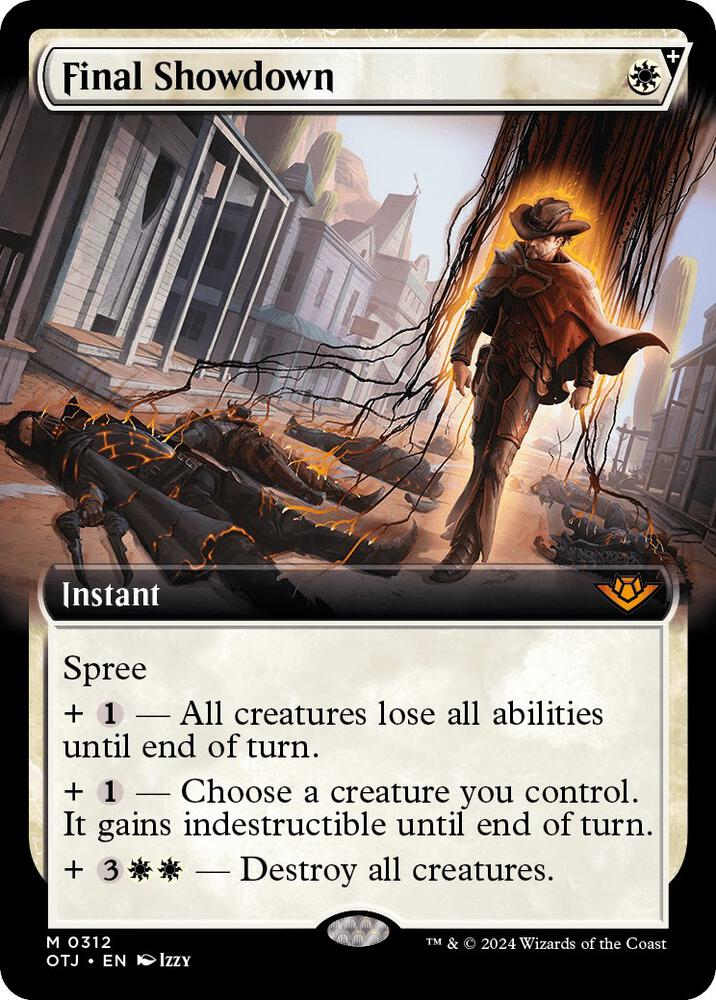 Final Showdown
+
Instant
Spree
+ 1 — All creatures lose all abilities
until end of turn.
+ 1 — Choose a creature you control.
It gains indestructible until end of turn.
+ 3 — Destroy all creatures.
M 0312
OTJ • EN Izzy
™ & © 2024 Wizards of the Coast